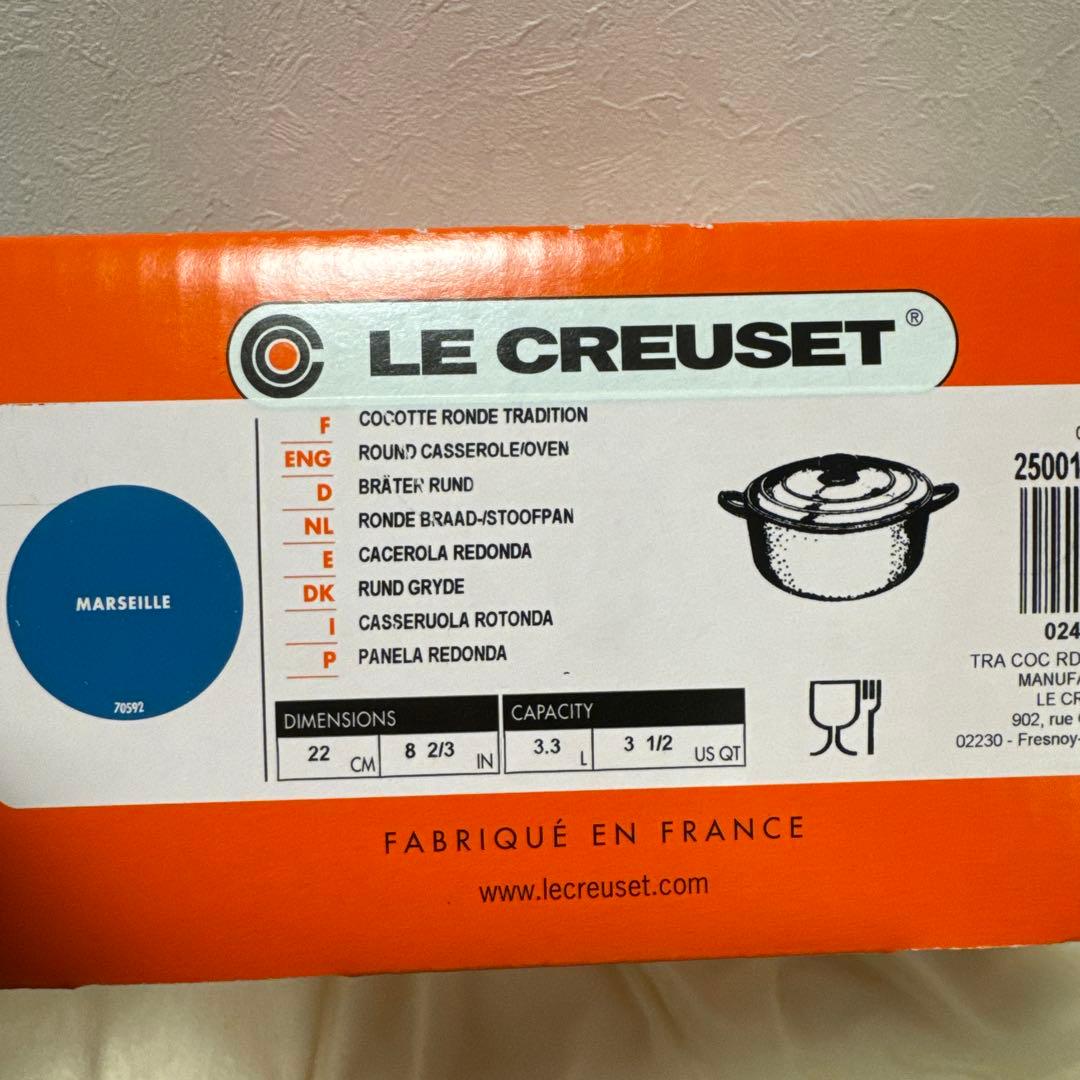 LE CREUSET ®
MARSEILLE
70592
F COCOTTE RONDE TRADITION
ENG ROUND CASSEROLE/OVEN
D BRÄTER RUND
NL RONDE BRAAD-/STOOFPAN
E CACEROLA REDONDA
DK RUND GRYDE
I CASSERUOLA ROTONDA
P PANELA REDONDA
DIMENSIONS
22 CM 8 2/3 IN
CAPACITY
3.3 L 3 1/2 US QT
25001
024
TRA COC RD
MANUFA
LE CR
902, rue
02230 - Fresnoy-
FABRIQUÉ EN FRANCE
www.lecreuset.com